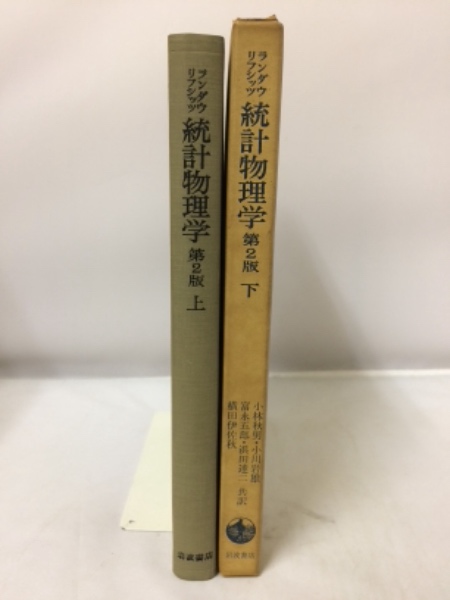 ランダウ
リフシッツ
統計物理学 第2版 上
岩波書店
ランダウ
リフシッツ
統計物理学 第2版 下
小林秋男・小川岩雄
富永五郎・浜田達二 共訳
横田伊佐秋
岩波書店